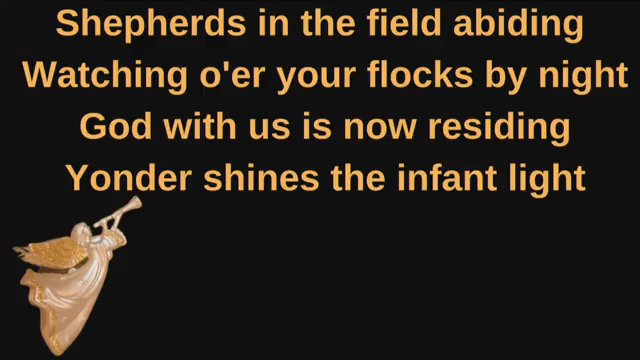 Shepherds in the field abiding
Watching o'er your flocks by night
God with us is now residing
Yonder shines the infant light